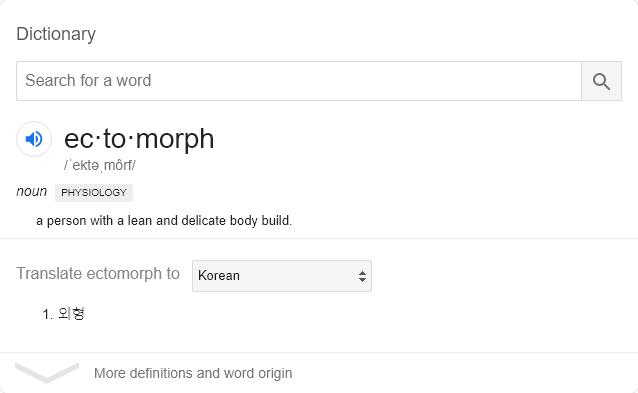 Dictionary
Search for a word
ec·to·morph
/ˈektəˌmôrf/
noun PHYSIOLOGY
a person with a lean and delicate body build.
Translate ectomorph to Korean
1. 외형
More definitions and word origin